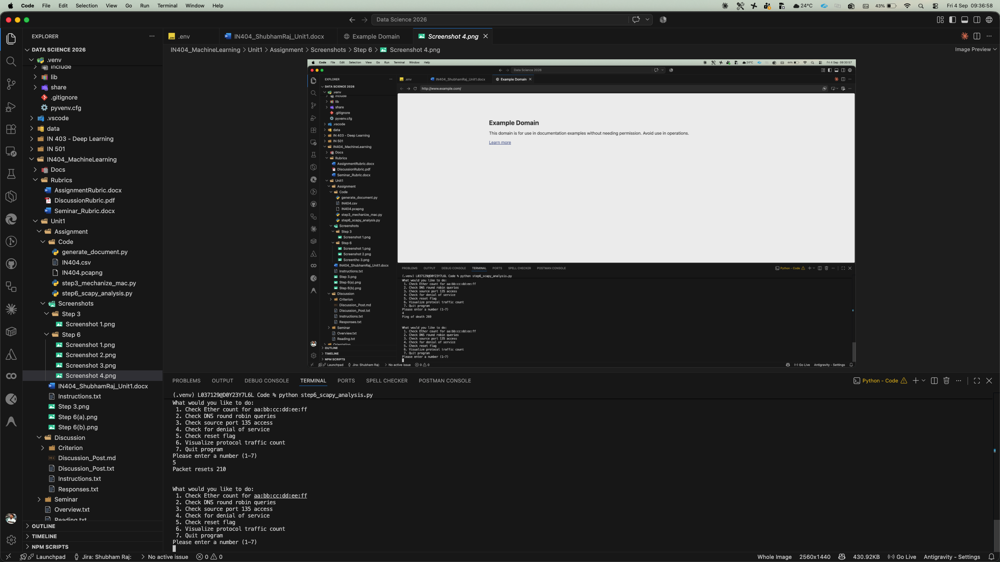 Code File Edit Selection View Go Run Terminal Window Help 24°C 43% Fri 4 Sep 09:36:58
Data Science 2026
EXPLORER
DATA SCIENCE 2026
.venv
include
lib
share
.gitignore
pyvenv.cfg
.vscode
data
IN 403 - Deep Learning
IN 501
IN404_MachineLearning
Docs
Rubrics
AssignmentRubric.docx
DiscussionRubric.pdf
Seminar_Rubric.docx
Unit1
Assignment
Code
generate_document.py
IN404.csv
IN404.pcapng
step3_mechanize_mac.py
step6_scapy_analysis.py
Screenshots
Step 3
Screenshot 1.png
Step 6
Screenshot 1.png
Screenshot 2.png
Screenshot 3.png
Screenshot 4.png
IN404_ShubhamRaj_Unit1.docx
Instructions.txt
Step 3.png
Step 6(a).png
Step 6(b).png
Discussion
Criterion
Discussion_Post.md
Discussion_Post.txt
Instructions.txt
Responses.txt
Seminar
Overview.txt
Reading.txt
OUTLINE
TIMELINE
NPM SCRIPTS
.env IN404_ShubhamRaj_Unit1.docx Example Domain Screenshot 4.png
IN404_MachineLearning > Unit1 > Assignment > Screenshots > Step 6 > Screenshot 4.png Image Preview
Code File Edit Selection View Go Run Terminal Window Help 24°C 44% Fri 4 Sep 09:30:57
Data Science 2026
EXPLORER
DATA SCIENCE 2026
.venv
include
lib
share
.gitignore
pyvenv.cfg
.vscode
data
IN 403 - Deep Learning
IN 501
IN404_MachineLearning
Docs
Rubrics
AssignmentRubric.docx
DiscussionRubric.pdf
Seminar_Rubric.docx
Unit1
Assignment
Code
generate_document.py
IN404.csv
IN404.pcapng
step3_mechanize_mac.py
step6_scapy_analysis.py
Screenshots
Step 3
Screenshot 1.png
Step 6
Screenshot 1.png
Screenshot 2.png
Screentho 3.png
IN404_ShubhamRaj_Unit1.docx
Instructions.txt
Step 3.png
Step 6(a).png
Step 6(b).png
Discussion
Criterion
Discussion_Post.md
Discussion_Post.txt
Instructions.txt
Responses.txt
Seminar
Overview.txt
Reading.txt
Orientation
OUTLINE
TIMELINE
NPM SCRIPTS
.env IN404_ShubhamRaj_Unit1.docx Example Domain
http://www.example.com/
Example Domain
This domain is for use in documentation examples without needing permission. Avoid use in operations.
Learn more
PROBLEMS OUTPUT DEBUG CONSOLE TERMINAL PORTS SPELL CHECKER POSTMAN CONSOLE Python - Code
(.venv) L037129@D0Y23Y7L6L Code % python step6_scapy_analysis.py
What would you like to do:
1. Check Ether count for aa:bb:cc:dd:ee:ff
2. Check DNS round robin queries
3. Check source port 135 access
4. Check for denial of service
5. Check reset flag
6. Visualize protocol traffic count
7. Quit program
Please enter a number (1-7)
4
Ping of death 269
What would you like to do:
1. Check Ether count for aa:bb:cc:dd:ee:ff
2. Check DNS round robin queries
3. Check source port 135 access
4. Check for denial of service
5. Check reset flag
6. Visualize protocol traffic count
7. Quit program
Please enter a number (1-7)
Launchpad Jira: Shubham Raj: No active issue 0 0 Go Live Antigravity - Settings
PROBLEMS OUTPUT DEBUG CONSOLE TERMINAL PORTS SPELL CHECKER POSTMAN CONSOLE Python - Code
(.venv) L037129@D0Y23Y7L6L Code % python step6_scapy_analysis.py
What would you like to do:
1. Check Ether count for aa:bb:cc:dd:ee:ff
2. Check DNS round robin queries
3. Check source port 135 access
4. Check for denial of service
5. Check reset flag
6. Visualize protocol traffic count
7. Quit program
Please enter a number (1-7)
5
Packet resets 210
What would you like to do:
1. Check Ether count for aa:bb:cc:dd:ee:ff
2. Check DNS round robin queries
3. Check source port 135 access
4. Check for denial of service
5. Check reset flag
6. Visualize protocol traffic count
7. Quit program
Please enter a number (1-7)
Launchpad Jira: Shubham Raj: No active issue 0 0 Whole Image 2560x1440 430.92KB Go Live Antigravity - Settings